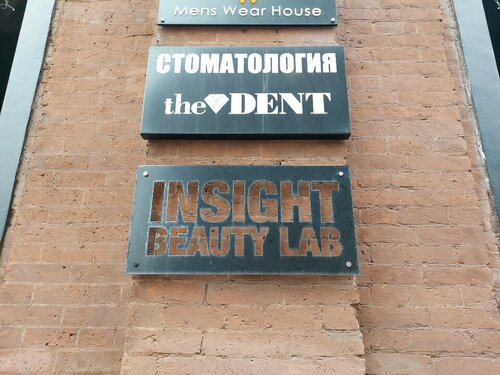 Mens Wear House
СТОМАТОЛОГИЯ
the DENT
INSIGHT
BEAUTY LAB